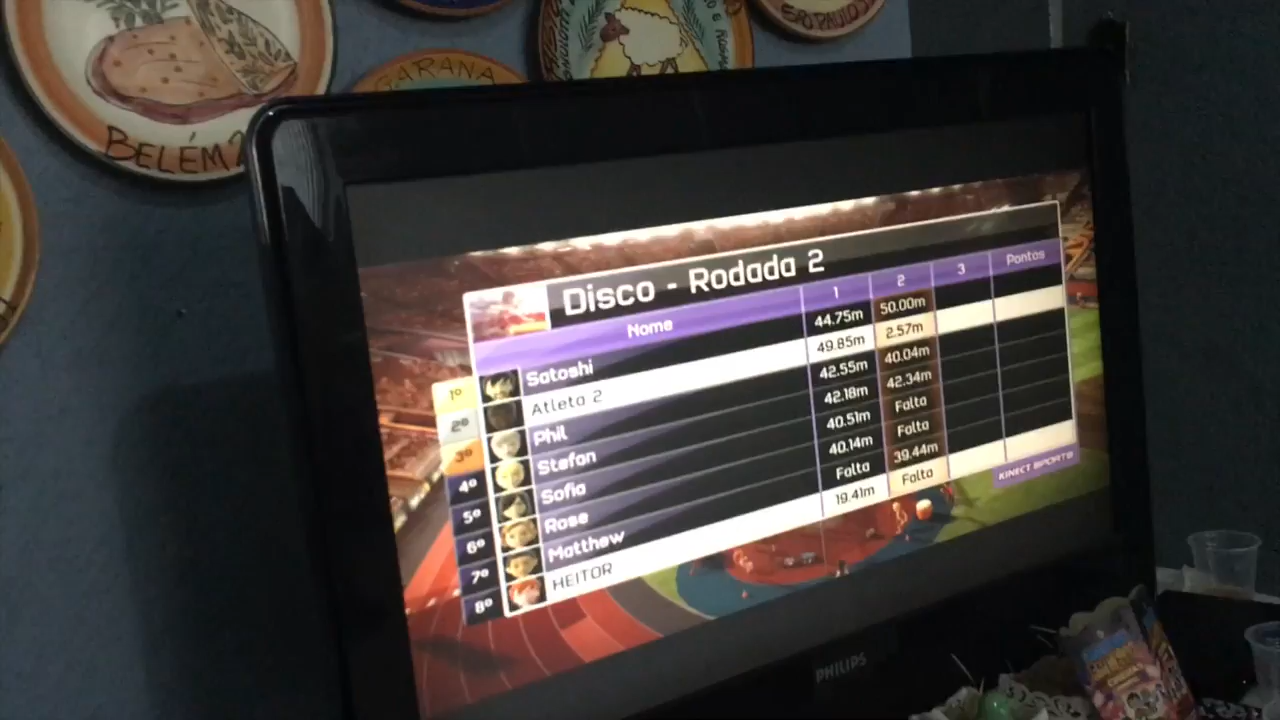 BELÉM
PARANA
Disco - Rodada 2
Nome 1 2 3 Pontos
1º Satoshi 44.75m 50.00m
2º Atleta 2 49.85m 2.57m
3º Phil 42.55m 40.04m
4º Stefan 42.18m 42.34m
5º Sofia 40.51m Falta
6º Rose 40.14m Falta
7º Matthew Falta 39.44m
8º HEITOR 19.41m Falta
KINECT SPORTS
PHILIPS